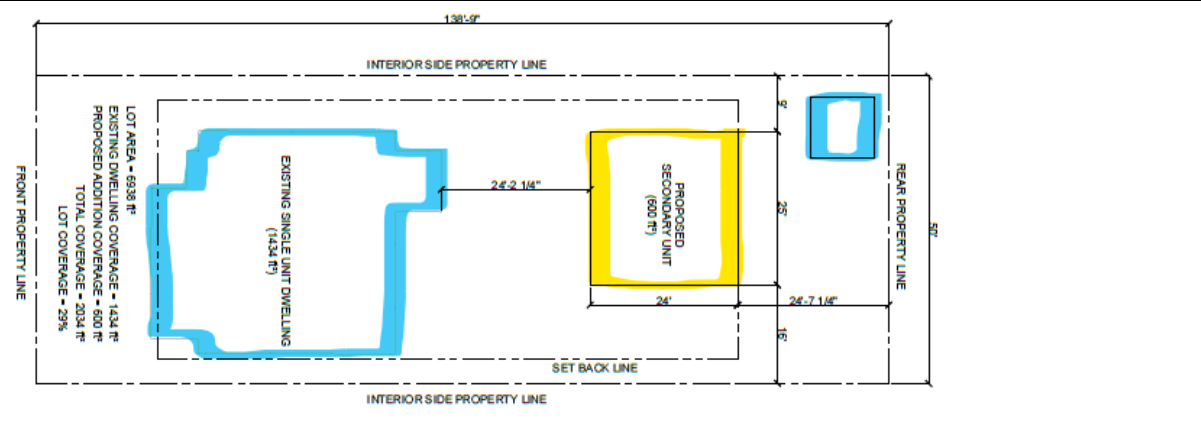 138'-9"
INTERIOR SIDE PROPERTY LINE
9'
LOT AREA = 6938 ft²
EXISTING DWELLING COVERAGE = 1434 ft²
PROPOSED ADDITION COVERAGE = 600 ft²
TOTAL COVERAGE = 2034 ft²
LOT COVERAGE = 29%
FRONT PROPERTY LINE
EXISTING SINGLE UNIT DWELLING
(1434 ft²)
24'-2 1/4"
PROPOSED
SECONDARY UNIT
(600 ft²)
25'
REAR PROPERTY LINE
50'
24'
24'-7 1/4"
16'
SET BACK LINE
INTERIOR SIDE PROPERTY LINE